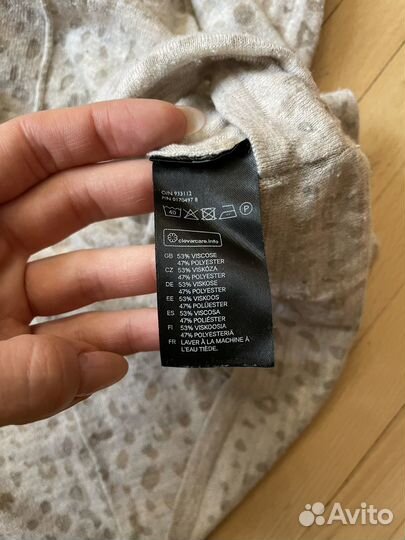 O/N 933112
P/N 0170497 8
40 P
clevercare.info
GB 53% VISCOSE
47% POLYESTER
CZ 53% VISKÓZA
47% POLYESTER
DE 53% VISKOSE
47% POLYESTER
EE 53% VISKOOS
47% POLÜESTER
ES 53% VISCOSA
47% POLIÉSTER
FI 53% VISKOOSIA
47% POLYESTERIÄ
FR LAVER À LA MACHINE À
L'EAU TIÈDE.
Avito